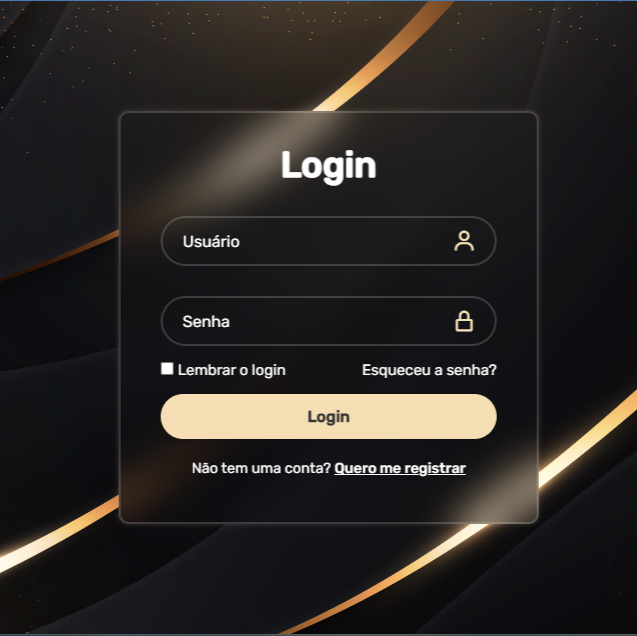 Login
Usuário
Senha
Lembrar o login Esqueceu a senha?
Login
Não tem uma conta? Quero me registrar